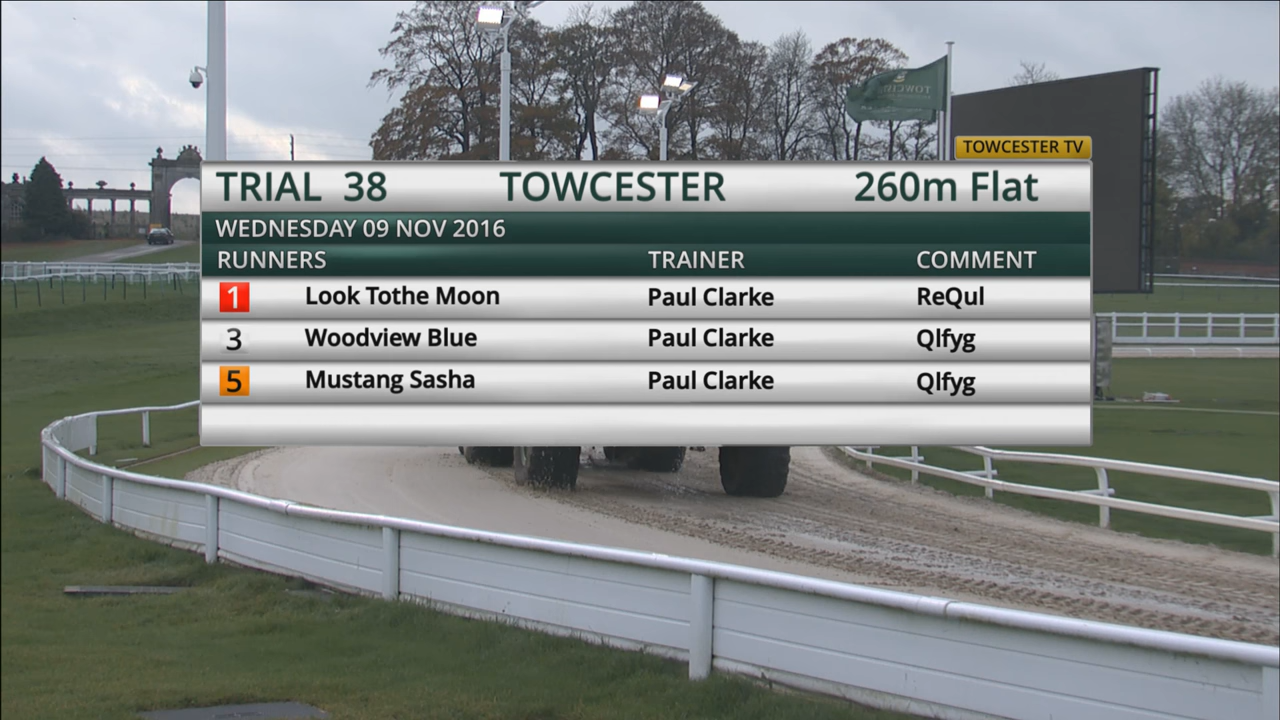 TOWCESTER TV
TRIAL 38 TOWCESTER 260m Flat
WEDNESDAY 09 NOV 2016
RUNNERS TRAINER COMMENT
1 Look Tothe Moon Paul Clarke ReQul
3 Woodview Blue Paul Clarke Qlfyg
5 Mustang Sasha Paul Clarke Qlfyg